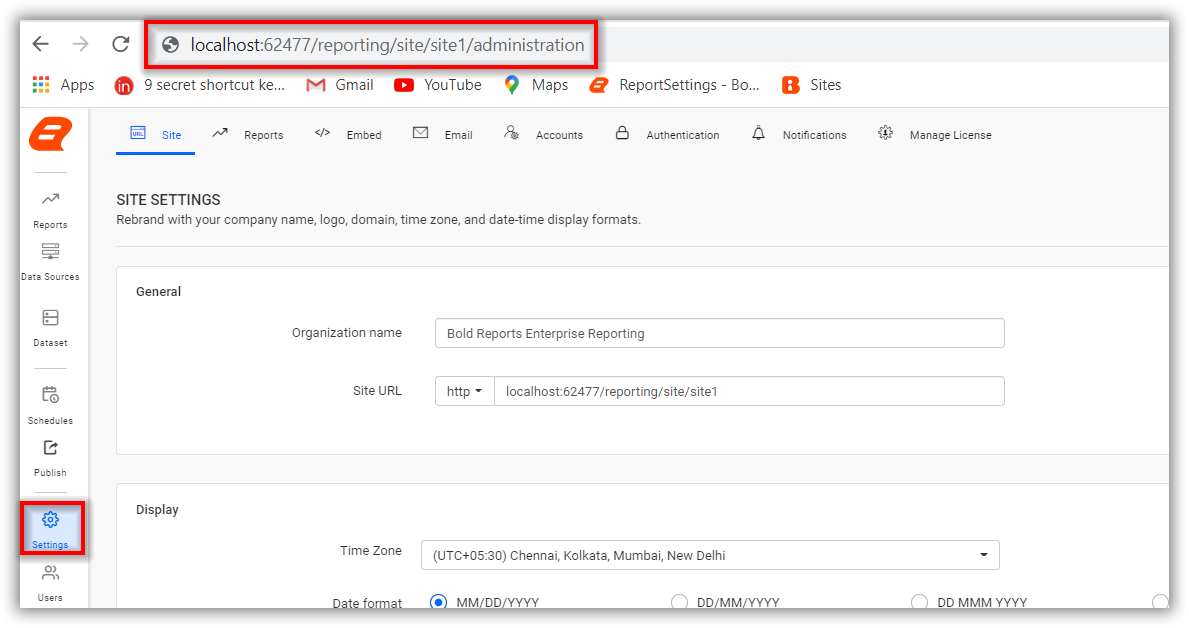 localhost:62477/reporting/site/site1/administration
Apps 9 secret shortcut ke... Gmail YouTube Maps ReportSettings - Bo... Sites
Site Reports Embed Email Accounts Authentication Notifications Manage License
Reports
Data Sources
Dataset
Schedules
Publish
Settings
Users
SITE SETTINGS
Rebrand with your company name, logo, domain, time zone, and date-time display formats.
General
Organization name Bold Reports Enterprise Reporting
Site URL http localhost:62477/reporting/site/site1
Display
Time Zone (UTC+05:30) Chennai, Kolkata, Mumbai, New Delhi
Date format MM/DD/YYYY DD/MM/YYYY DD MMM YYYY